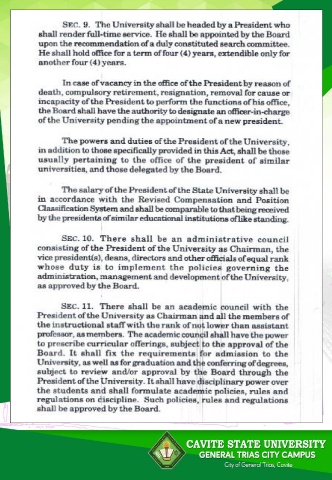 SEC. 9. The University shall be headed by a President who
shall render full-time service. He shall be appointed by the Board
upon the recommendation of a duly constituted search committee.
He shall hold office for a term of four (4) years, extendible only for
another four (4) years.
In case of vacancy in the office of the President by reason of
death, compulsory retirement, resignation, removal for cause or
incapacity of the President to perform the functions of his office,
the Board shall have the authority to designate an officer-in-charge
of the University pending the appointment of a new president.
The powers and duties of the President of the University,
in addition to those specifically provided in this Act, shall be those
usually pertaining to the office of the president of similar
universities, and those delegated by the Board.
The salary of the President of the State University shall be
in accordance with the Revised Compensation and Position
Classification System and shall be comparable to that being received
by the presidents of similar educational institutions of like standing.
SEC. 10. There shall be an administrative council
consisting of the President of the University as Chairman, the
vice president(s), deans, directors and other officials of equal rank
whose duty is to implement the policies governing the
administration, management and development of the University,
as approved by the Board.
SEC. 11. There shall be an academic council with the
President of the University as Chairman and all the members of
the instructional staff with the rank of not lower than assistant
professor, as members. The academic council shall have the power
to prescribe curricular offerings, subject to the approval of the
Board. It shall fix the requirements for admission to the
University, as well as for graduation and the conferring of degrees,
subject to review and/or approval by the Board through the
President of the University. It shall have disciplinary power over
the students and shall formulate academic policies, rules and
regulations on discipline. Such policies, rules and regulations
shall be approved by the Board.
CAVITE STATE UNIVERSITY
GENERAL TRIAS CITY CAMPUS
City of General Trias, Cavite